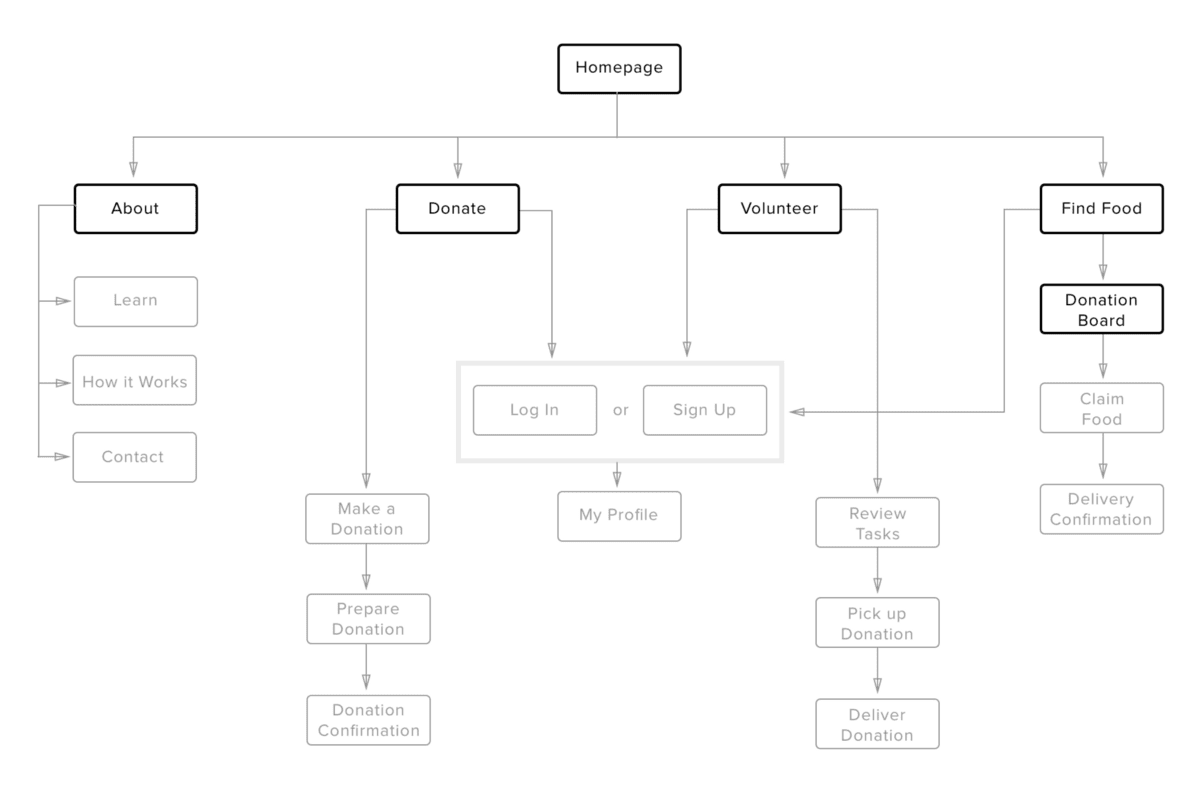 Homepage
About
Donate
Volunteer
Find Food
Learn
How it Works
Contact
Log In
or
Sign Up
My Profile
Make a
Donation
Prepare
Donation
Donation
Confirmation
Review
Tasks
Pick up
Donation
Deliver
Donation
Donation
Board
Claim
Food
Delivery
Confirmation